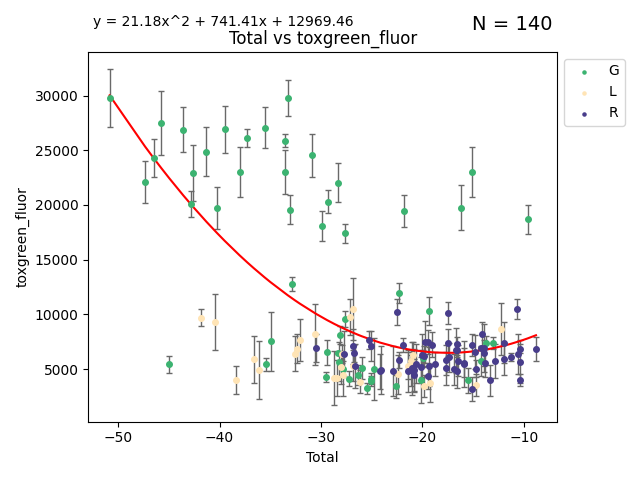 y = 21.18x^2 + 741.41x + 12969.46
N = 140
Total vs toxgreen_fluor
G
L
R
toxgreen_fluor
30000
25000
20000
15000
10000
5000
−50
−40
−30
−20
−10
Total